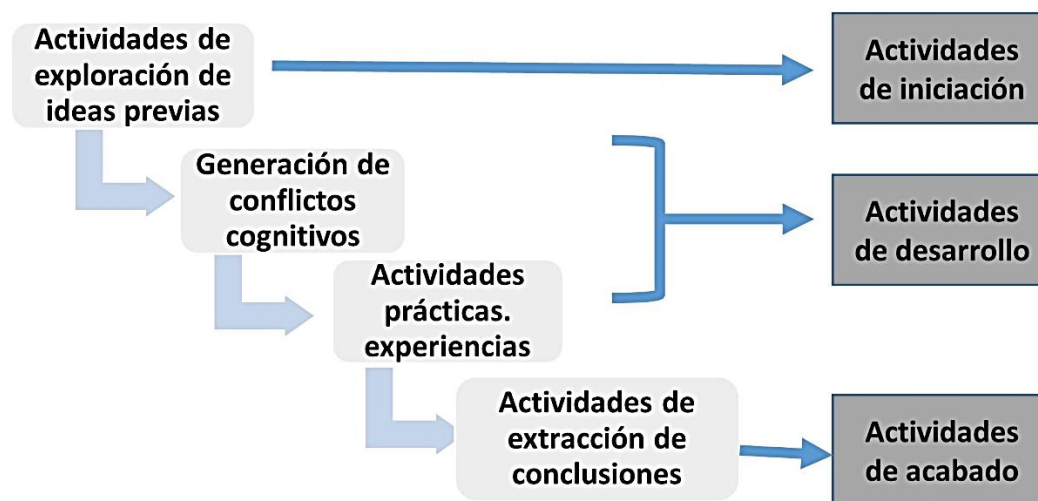 Actividades de
exploración de
ideas previas
Actividades
de iniciación
Generación de
conflictos
cognitivos
Actividades
de desarrollo
Actividades
prácticas.
experiencias
Actividades de
extracción de
conclusiones
Actividades
de acabado